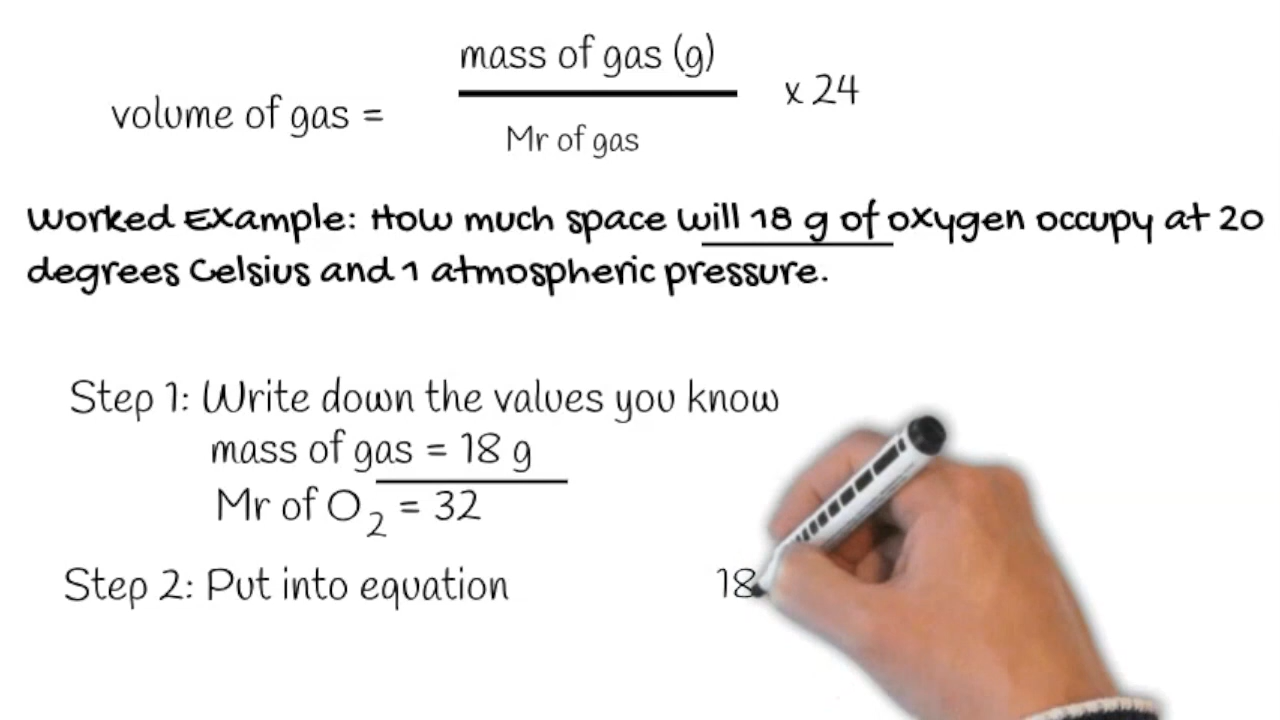 mass of gas (g)
volume of gas = x 24
Mr of gas
Worked Example: How much space will 18 g of oxygen occupy at 20
degrees Celsius and 1 atmospheric pressure.
Step 1: Write down the values you know
mass of gas = 18 g
Mr of O2 = 32
Step 2: Put into equation 18